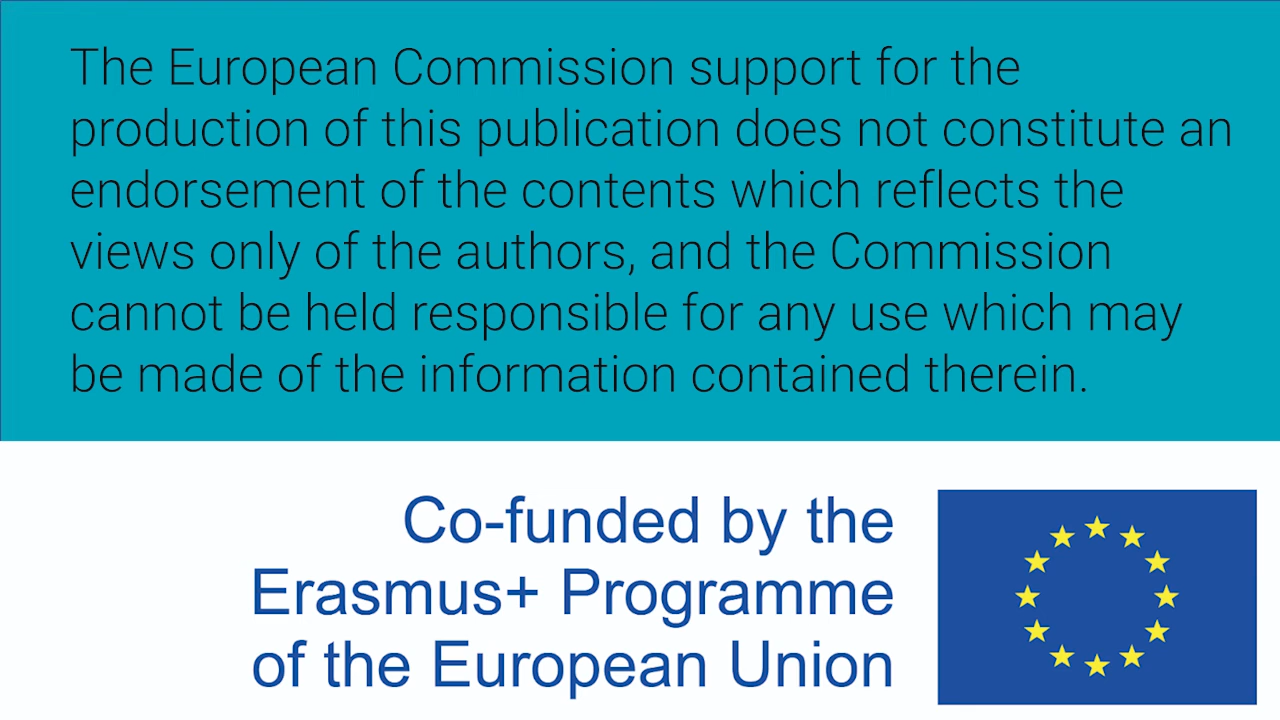 The European Commission support for the
production of this publication does not constitute an
endorsement of the contents which reflects the
views only of the authors, and the Commission
cannot be held responsible for any use which may
be made of the information contained therein.
Co-funded by the
Erasmus+ Programme
of the European Union